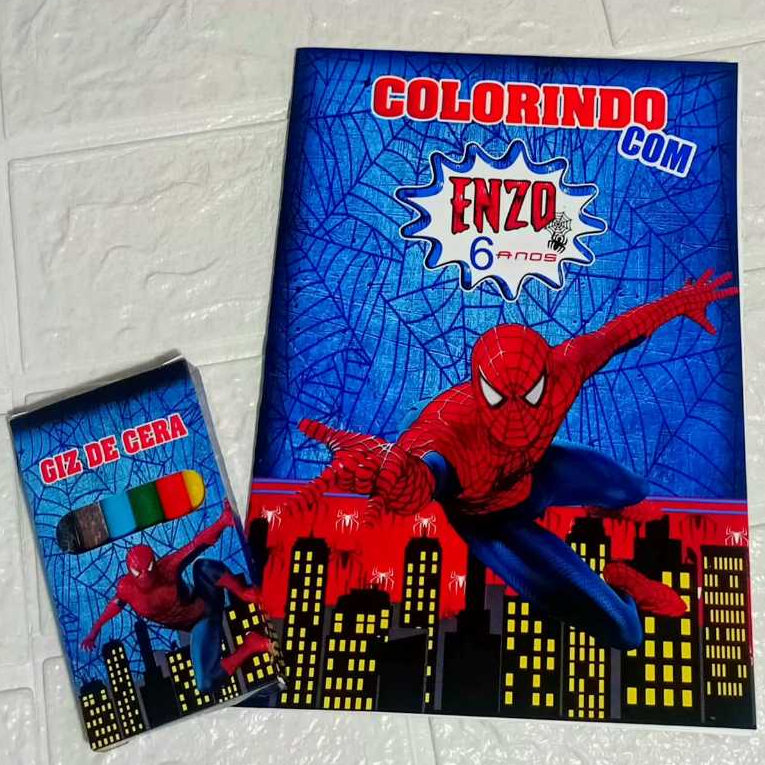 COLORINDO
COM
ENZO
6 ANOS
GIZ DE CERA